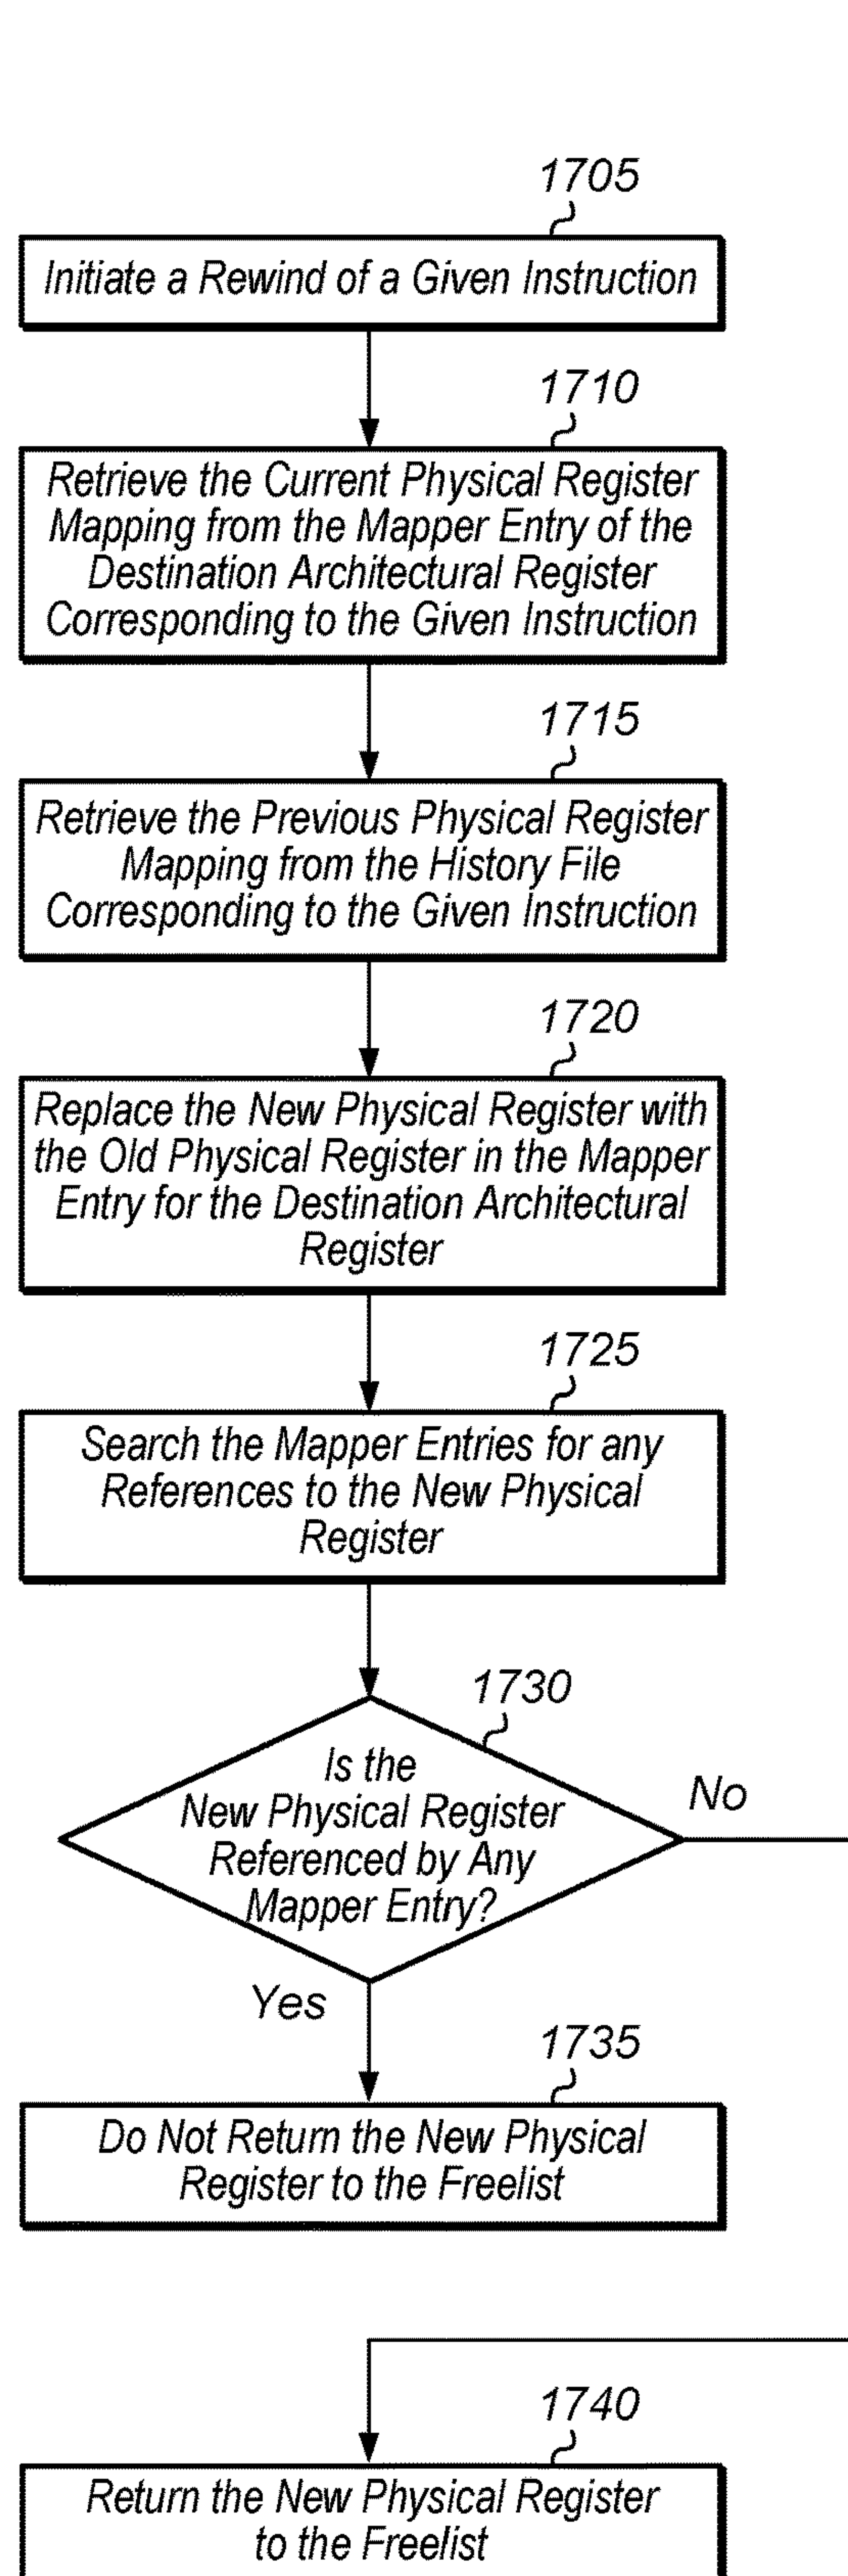 1705
Initiate a Rewind of a Given Instruction
1710
Retrieve the Current Physical Register
Mapping from the Mapper Entry of the
Destination Architectural Register
Corresponding to the Given Instruction
1715
Retrieve the Previous Physical Register
Mapping from the History File
Corresponding to the Given Instruction
1720
Replace the New Physical Register with
the Old Physical Register in the Mapper
Entry for the Destination Architectural
Register
1725
Search the Mapper Entries for any
References to the New Physical
Register
1730
Is the
New Physical Register
Referenced by Any
Mapper Entry?
No
Yes
1735
Do Not Return the New Physical
Register to the Freelist
1740
Return the New Physical Register
to the Freelist